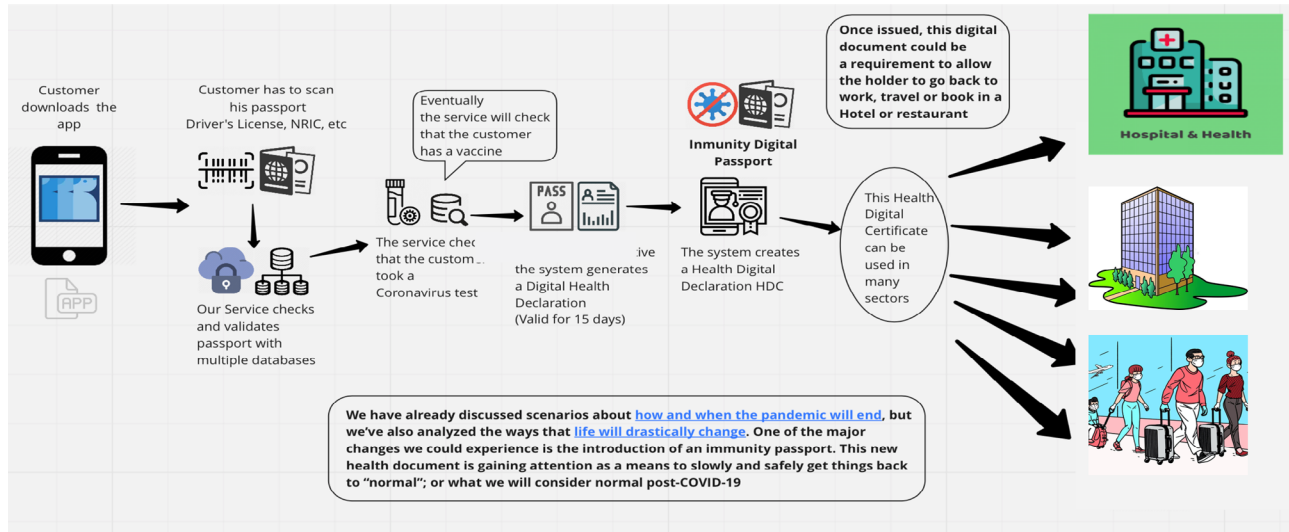 Customer
downloads the
app
APP
Customer has to scan
his passport
Driver's License, NRIC, etc
Our Service checks
and validates
passport with
multiple databases
Eventually
the service will check
that the customer
has a vaccine
The service
that the
took a
Coronavirus test
PASS
the system generates
a Digital Health
Declaration
(Valid for 15 days)
Inmunity Digital
Passport
The system creates
a Health Digital
Declaration HDC
Once issued, this digital
document could be
a requirement to allow
the holder to go back to
work, travel or book in a
Hotel or restaurant
This Health
Digital
Certificate
can be
used in
many
sectors
Hospital & Health
We have already discussed scenarios about how and when the pandemic will end, but
we've also analyzed the ways that life will drastically change. One of the major
changes we could experience is the introduction of an immunity passport. This new
health document is gaining attention as a means to slowly and safely get things back
to “normal”; or what we will consider normal post-COVID-19